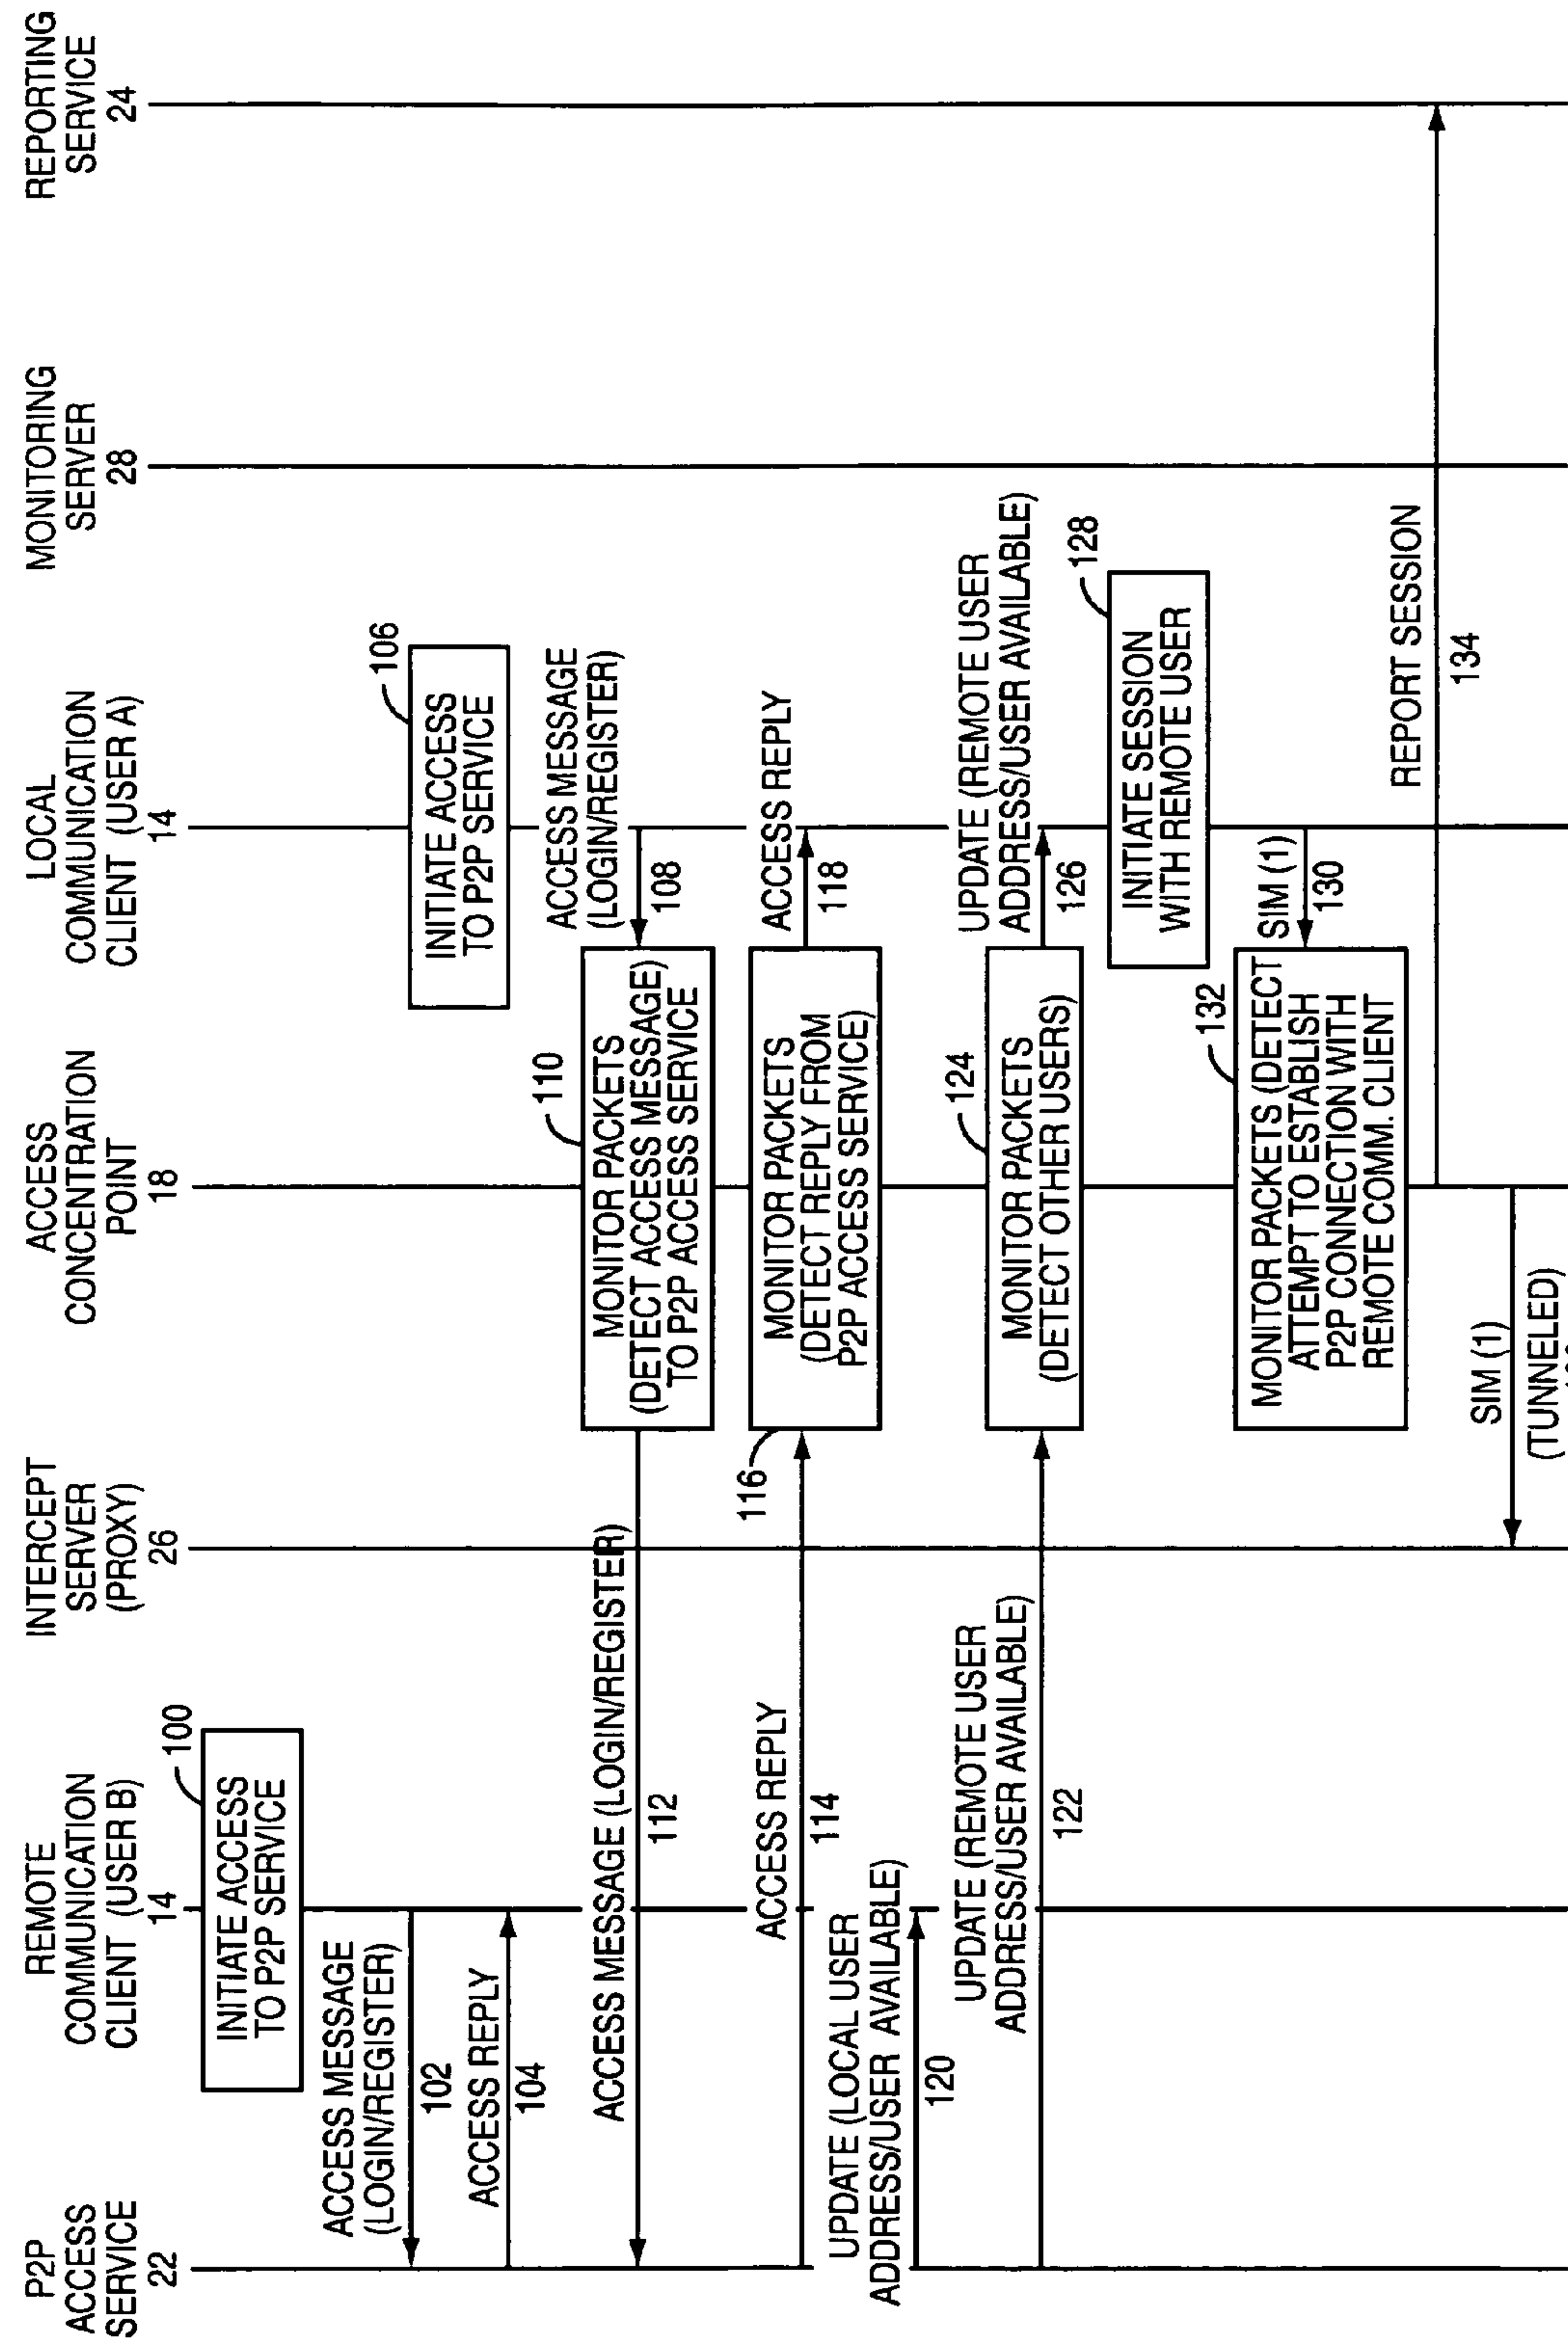 P2P
ACCESS
SERVICE
22
REMOTE
COMMUNICATION
CLIENT (USER B)
14
INTERCEPT
SERVER
(PROXY)
26
ACCESS
CONCENTRATION
POINT
18
LOCAL
COMMUNICATION
CLIENT (USER A)
14
MONITORING
SERVER
28
REPORTING
SERVICE
24
100
INITIATE ACCESS
TO P2P SERVICE
ACCESS MESSAGE
(LOGIN/REGISTER)
102
ACCESS REPLY
104
106
INITIATE ACCESS
TO P2P SERVICE
ACCESS MESSAGE
(LOGIN/REGISTER)
108
110
MONITOR PACKETS
(DETECT ACCESS MESSAGE)
TO P2P ACCESS SERVICE
ACCESS MESSAGE (LOGIN/REGISTER)
112
ACCESS REPLY
114
116
MONITOR PACKETS
(DETECT REPLY FROM
P2P ACCESS SERVICE)
ACCESS REPLY
118
UPDATE (LOCAL USER
ADDRESS/USER AVAILABLE)
120
UPDATE (REMOTE USER
ADDRESS/USER AVAILABLE)
122
124
MONITOR PACKETS
(DETECT OTHER USERS)
UPDATE (REMOTE USER
ADDRESS/USER AVAILABLE)
126
128
INITIATE SESSION
WITH REMOTE USER
SIM (1)
130
132
MONITOR PACKETS (DETECT
ATTEMPT TO ESTABLISH
P2P CONNECTION WITH
REMOTE COMM. CLIENT
REPORT SESSION
134
SIM (1)
(TUNNELED)